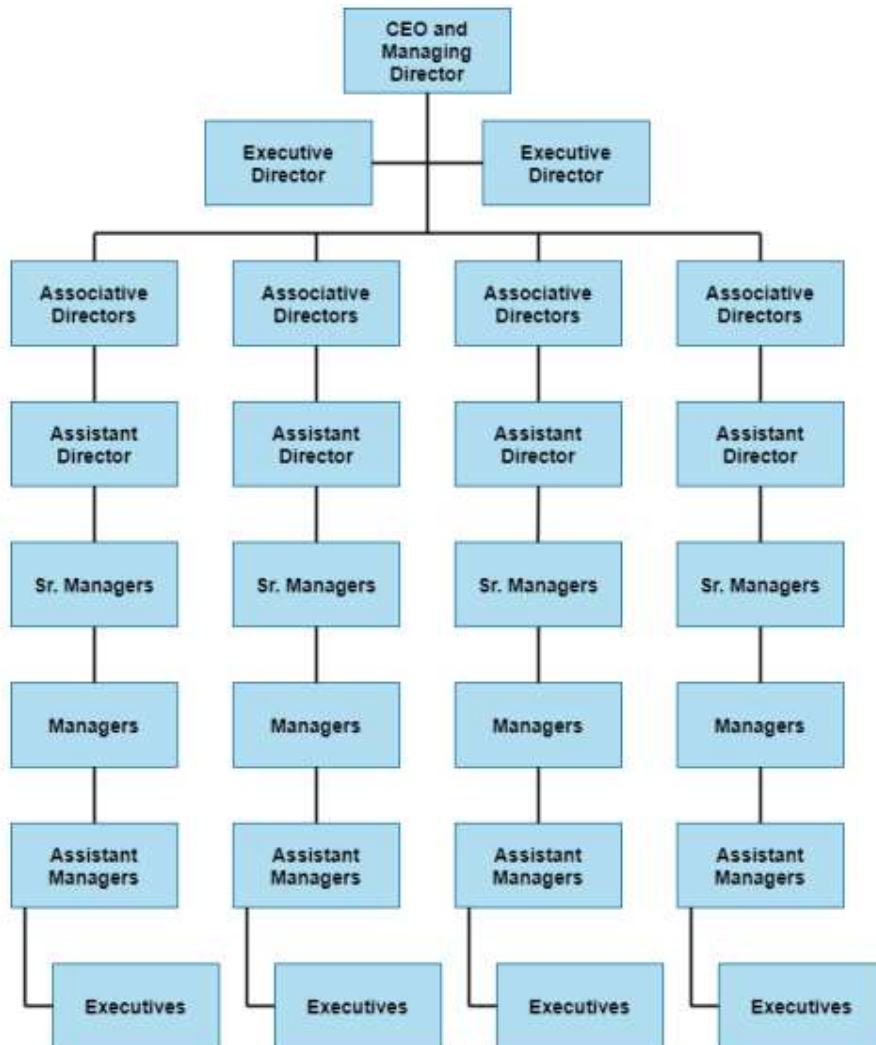 CEO and
Managing
Director
Executive
Director
Executive
Director
Associative
Directors
Associative
Directors
Associative
Directors
Associative
Directors
Assistant
Director
Assistant
Director
Assistant
Director
Assistant
Director
Sr. Managers
Sr. Managers
Sr. Managers
Sr. Managers
Managers
Managers
Managers
Managers
Assistant
Managers
Assistant
Managers
Assistant
Managers
Assistant
Managers
Executives
Executives
Executives
Executives